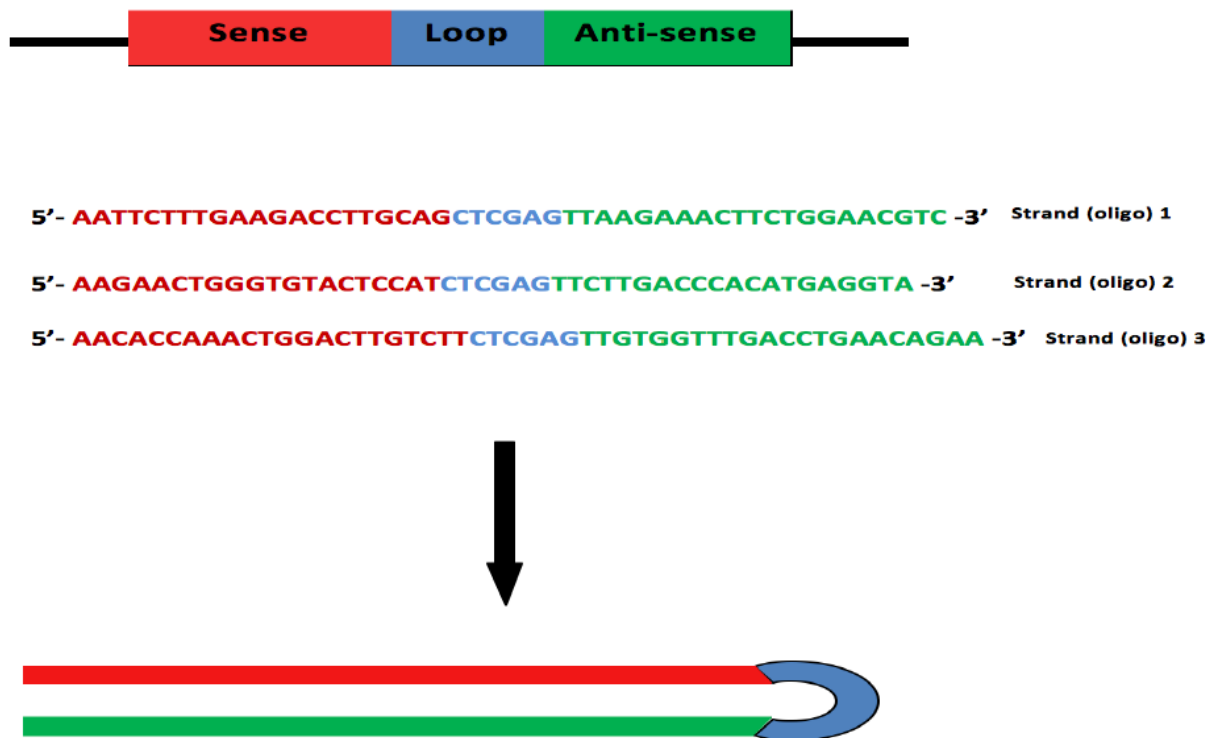 Sense Loop Anti-sense
5’- AATTCTTTGAAGACCTTGCAGCTCGAGTTAAGAAACTTCTGGAACGTC -3’ Strand (oligo) 1
5’- AAGAACTGGGTGTACTCCATCTCGAGTTCTTGACCCACATGAGGTA -3’ Strand (oligo) 2
5’- AACACCAAACTGGACTTGTCTTCTCGAGTTGTGGTTTGACCTGAACAGAA -3’ Strand (oligo) 3